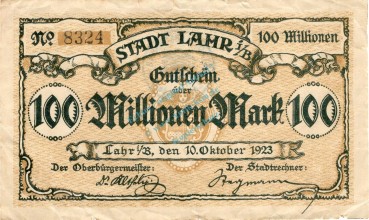 No. 8324
STADT LAHR i/B
100 Millionen
Gutschein
über
100 Millionen Mark 100
Lahr i/B, den 10. Oktober 1923
Der Oberbürgermeister: Der Stadtrechner: